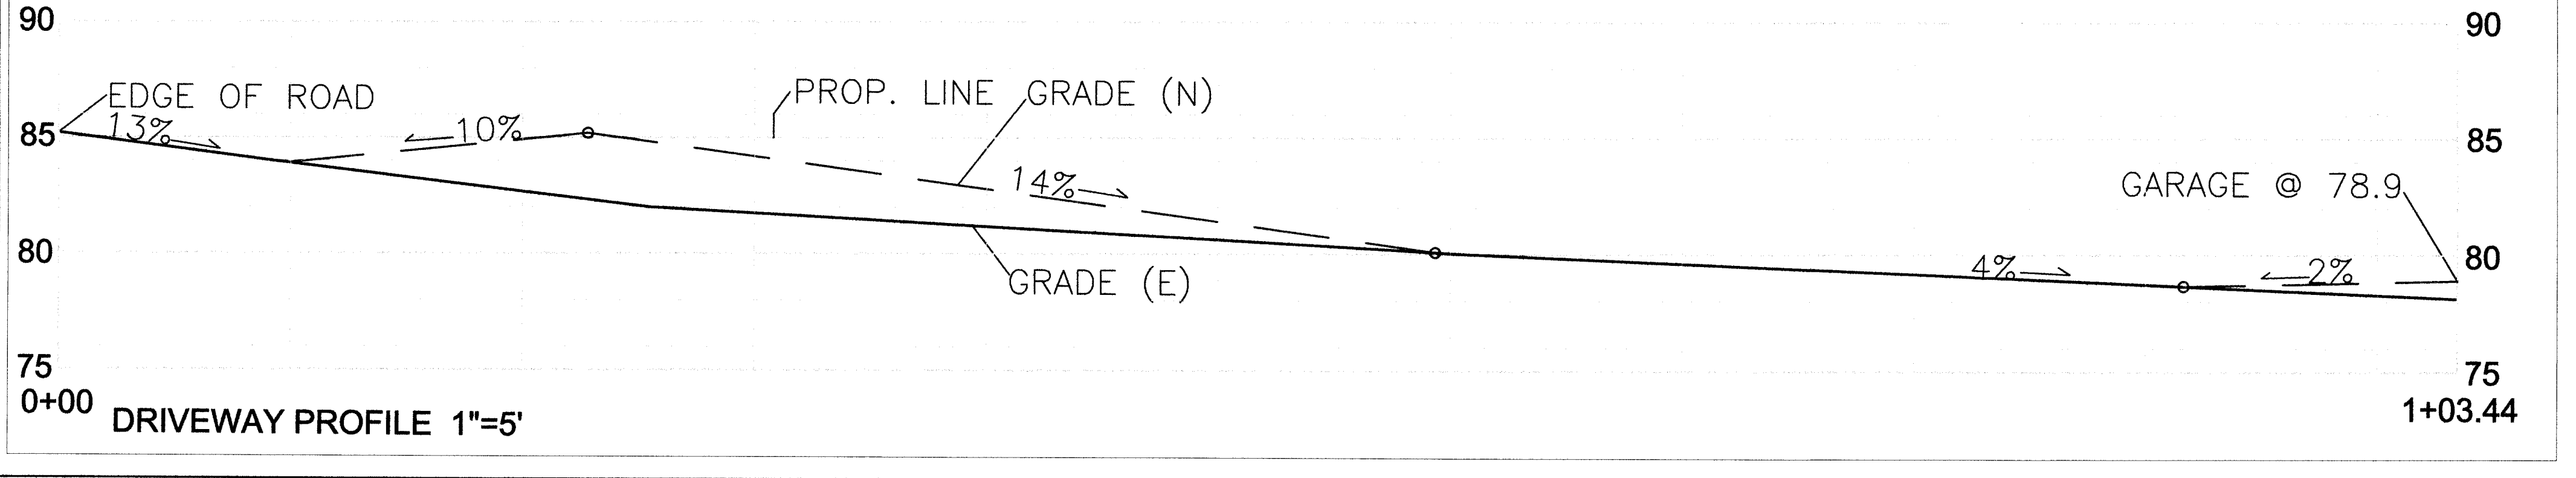 90
90
EDGE OF ROAD
PROP. LINE
GRADE (N)
85
13%
10%
85
14%
GARAGE @ 78.9
80
GRADE (E)
4%
2%
80
75
75
0+00
DRIVEWAY PROFILE 1"=5'
1+03.44